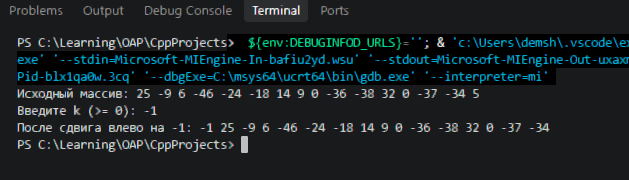 Problems Output Debug Console Terminal Ports
PS C:\Learning\OAP\CppProjects> ${env:DEBUGINFOD_URLS}=''; & 'c:\Users\demsh\.vscode\ex
exe' '--stdin=Microsoft-MIEngine-In-bafiu2yd.wsu' '--stdout=Microsoft-MIEngine-Out-uxaxm
Pid-blx1qa0w.3cq' '--dbgExe=C:\msys64\ucrt64\bin\gdb.exe' '--interpreter=mi'
Исходный массив: 25 -9 6 -46 -24 -18 14 9 0 -36 -38 32 0 -37 -34 5
Введите k (>= 0): -1
После сдвига влево на -1: -1 25 -9 6 -46 -24 -18 14 9 0 -36 -38 32 0 -37 -34
PS C:\Learning\OAP\CppProjects>